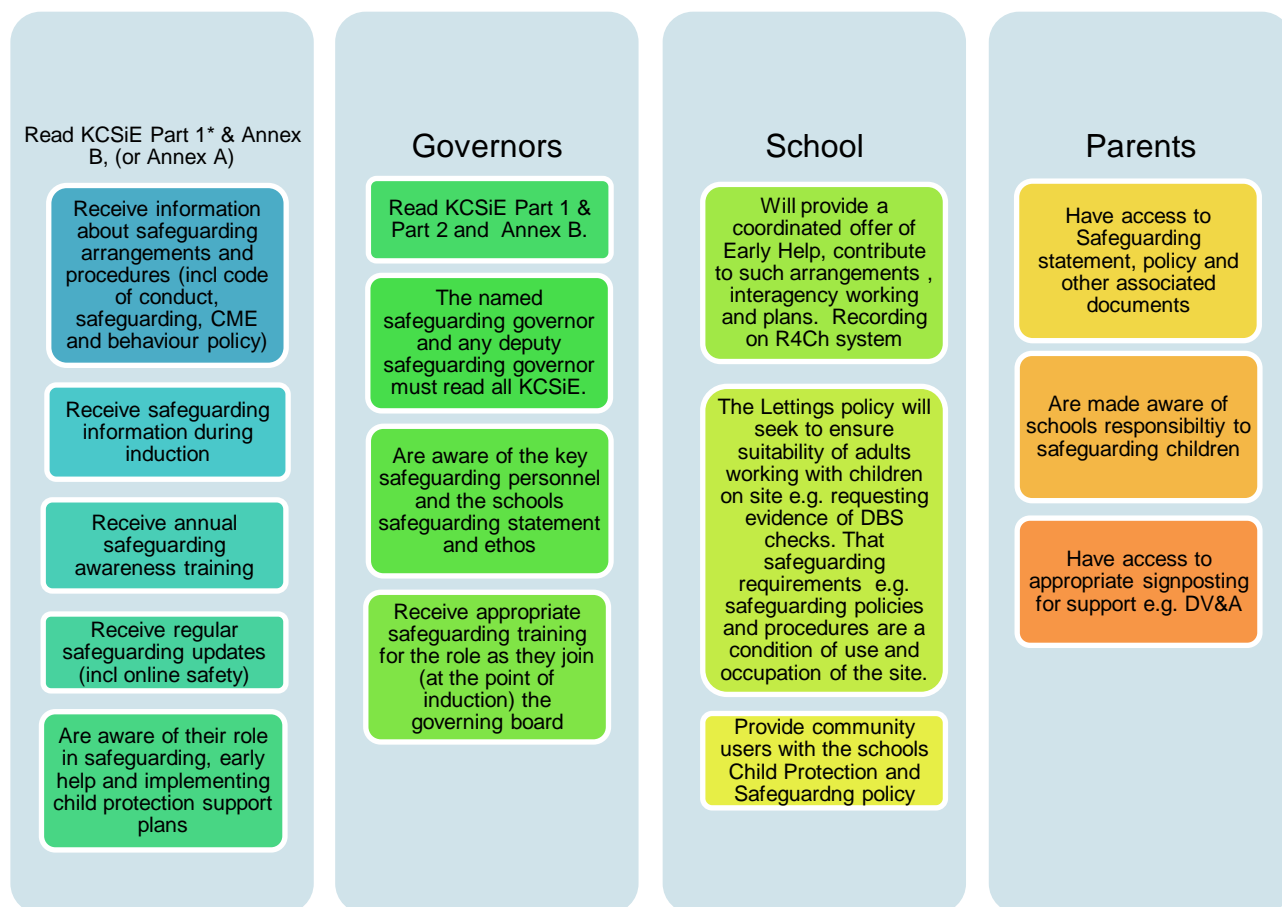 Read KCSiE Part 1* & Annex
B, (or Annex A)
Receive information
about safeguarding
arrangements and
procedures (incl code
of conduct,
safeguarding, CME
and behaviour policy)
Receive safeguarding
information during
induction
Receive annual
safeguarding
awareness training
Receive regular
safeguarding updates
(incl online safety)
Are aware of their role
in safeguarding, early
help and implementing
child protection support
plans
Governors
Read KCSiE Part 1 &
Part 2 and Annex B.
The named
safeguarding governor
and any deputy
safeguarding governor
must read all KCSiE.
Are aware of the key
safeguarding personnel
and the schools
safeguarding statement
and ethos
Receive appropriate
safeguarding training
for the role as they join
(at the point of
induction) the
governing board
School
Will provide a
coordinated offer of
Early Help, contribute
to such arrangements ,
interagency working
and plans. Recording
on R4Ch system
The Lettings policy will
seek to ensure
suitability of adults
working with children
on site e.g. requesting
evidence of DBS
checks. That
safeguarding
requirements e.g.
safeguarding policies
and procedures are a
condition of use and
occupation of the site.
Provide community
users with the schools
Child Protection and
Safeguardng policy
Parents
Have access to
Safeguarding
statement, policy and
other associated
documents
Are made aware of
schools responsibiltiy to
safeguarding children
Have access to
appropriate signposting
for support e.g. DV&A